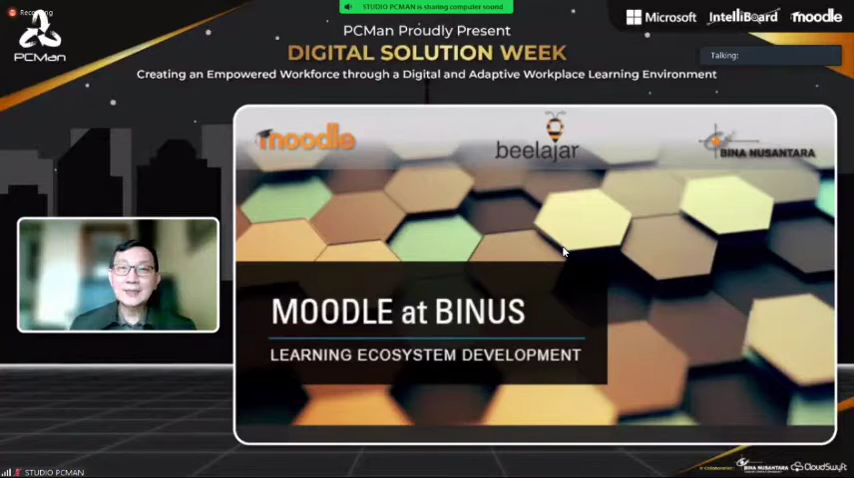 STUDIO PCMAN is sharing computer sound
Recording
PCMan
PCMan Proudly Present
DIGITAL SOLUTION WEEK
Creating an Empowered Workforce through a Digital and Adaptive Workplace Learning Environment
Microsoft
IntelliBoard
moodle
Talking:
moodle
beelajar
BINA NUSANTARA
MOODLE at BINUS
LEARNING ECOSYSTEM DEVELOPMENT
STUDIO PCMAN
BINA NUSANTARA
CloudSwyft